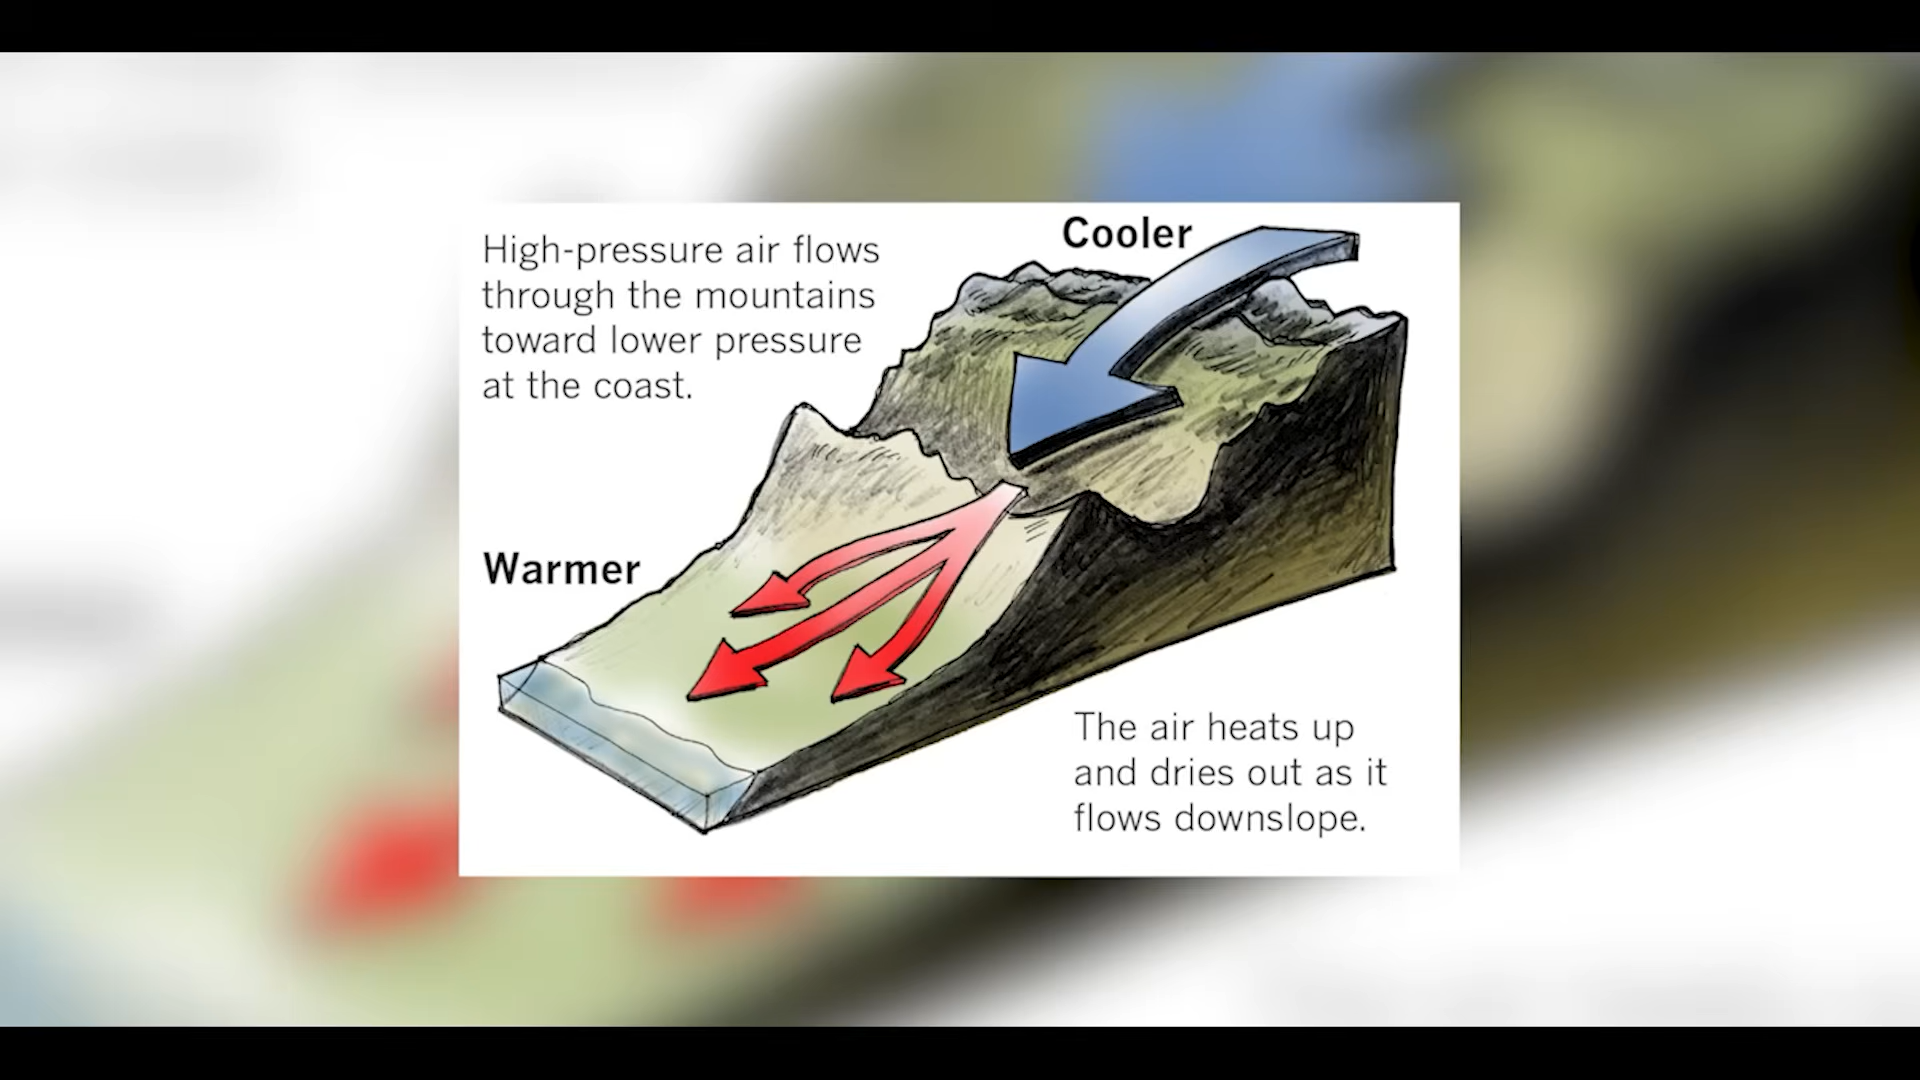 High-pressure air flows
through the mountains
toward lower pressure
at the coast.
Cooler
Warmer
The air heats up
and dries out as it
flows downslope.